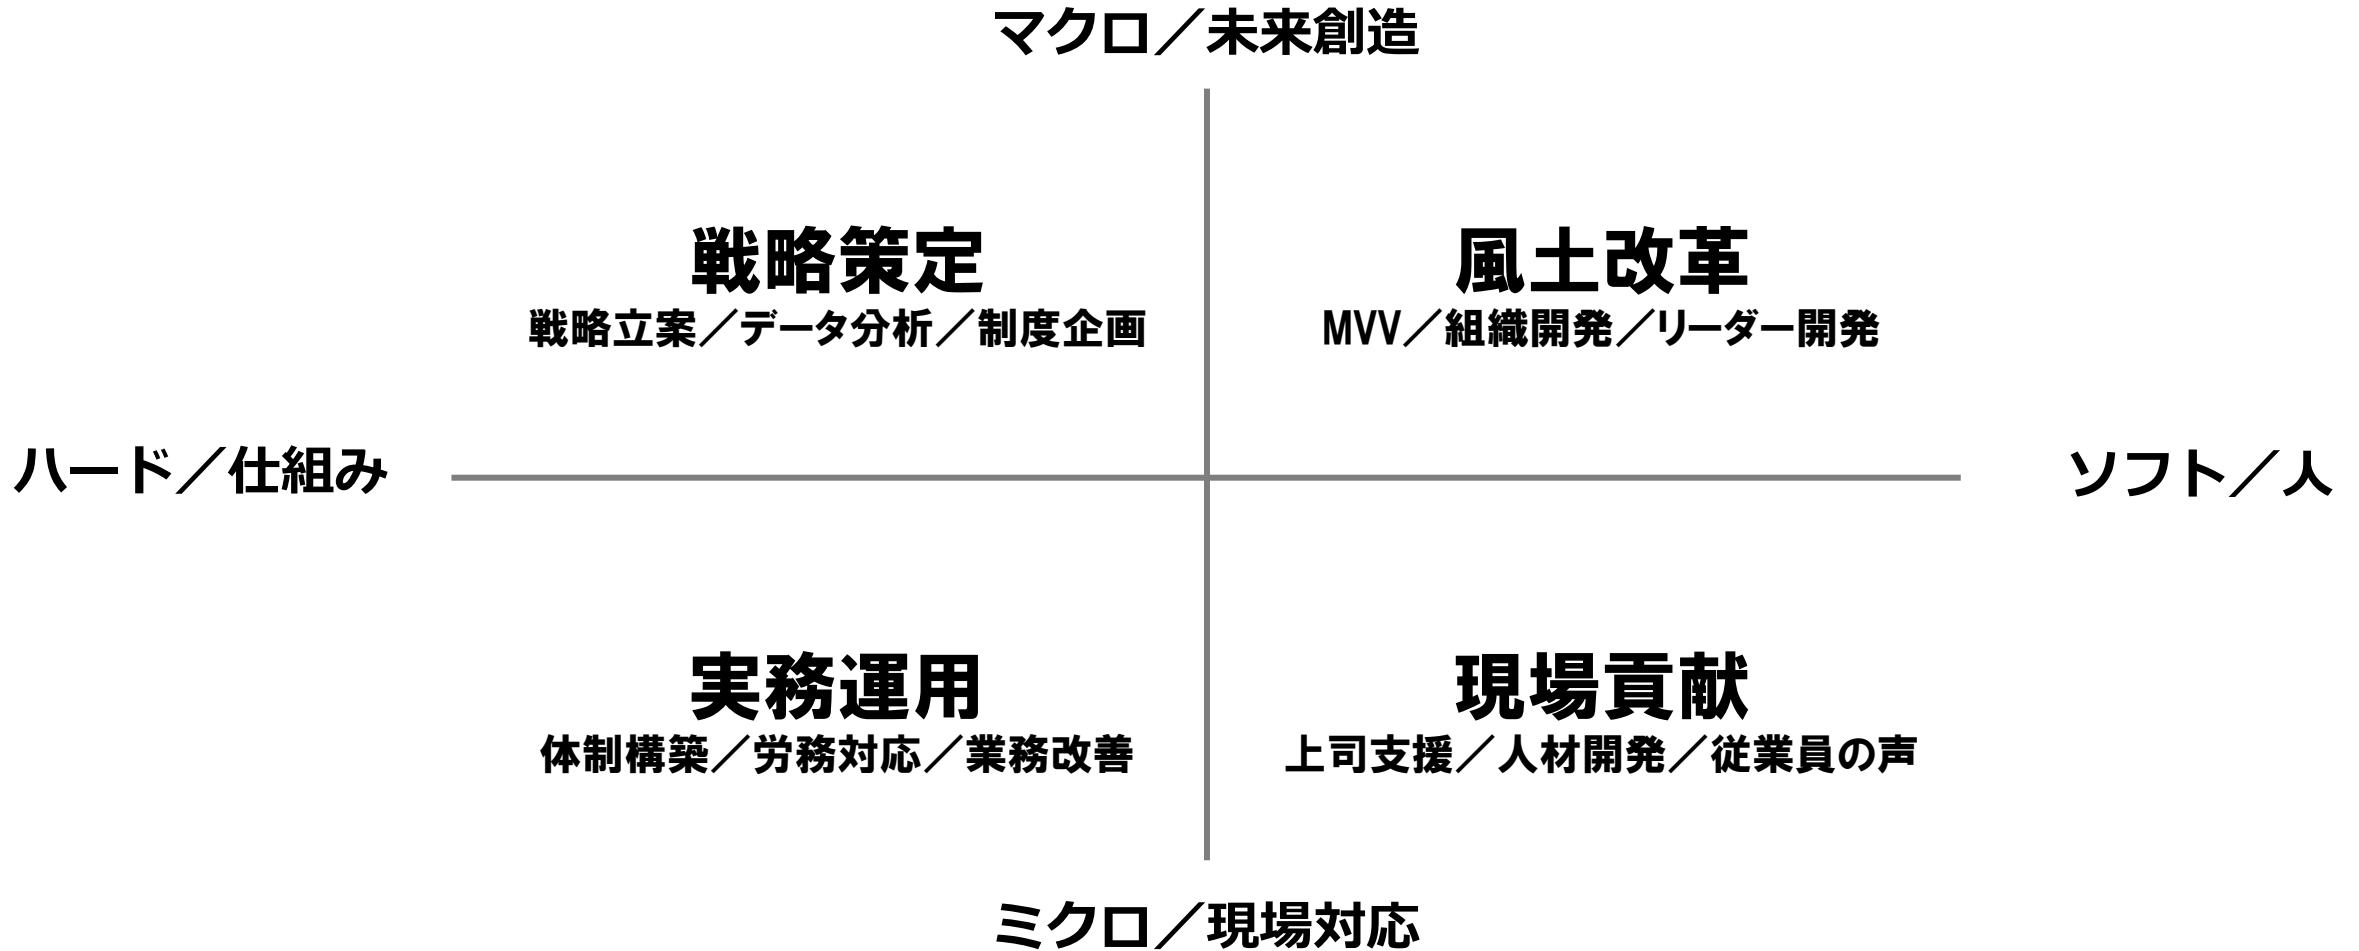 マクロ／未来創造
戦略策定
戦略立案／データ分析／制度企画
風土改革
MVV／組織開発／リーダー開発
ハード／仕組み
ソフト／人
実務運用
体制構築／労務対応／業務改善
現場貢献
上司支援／人材開発／従業員の声
ミクロ／現場対応